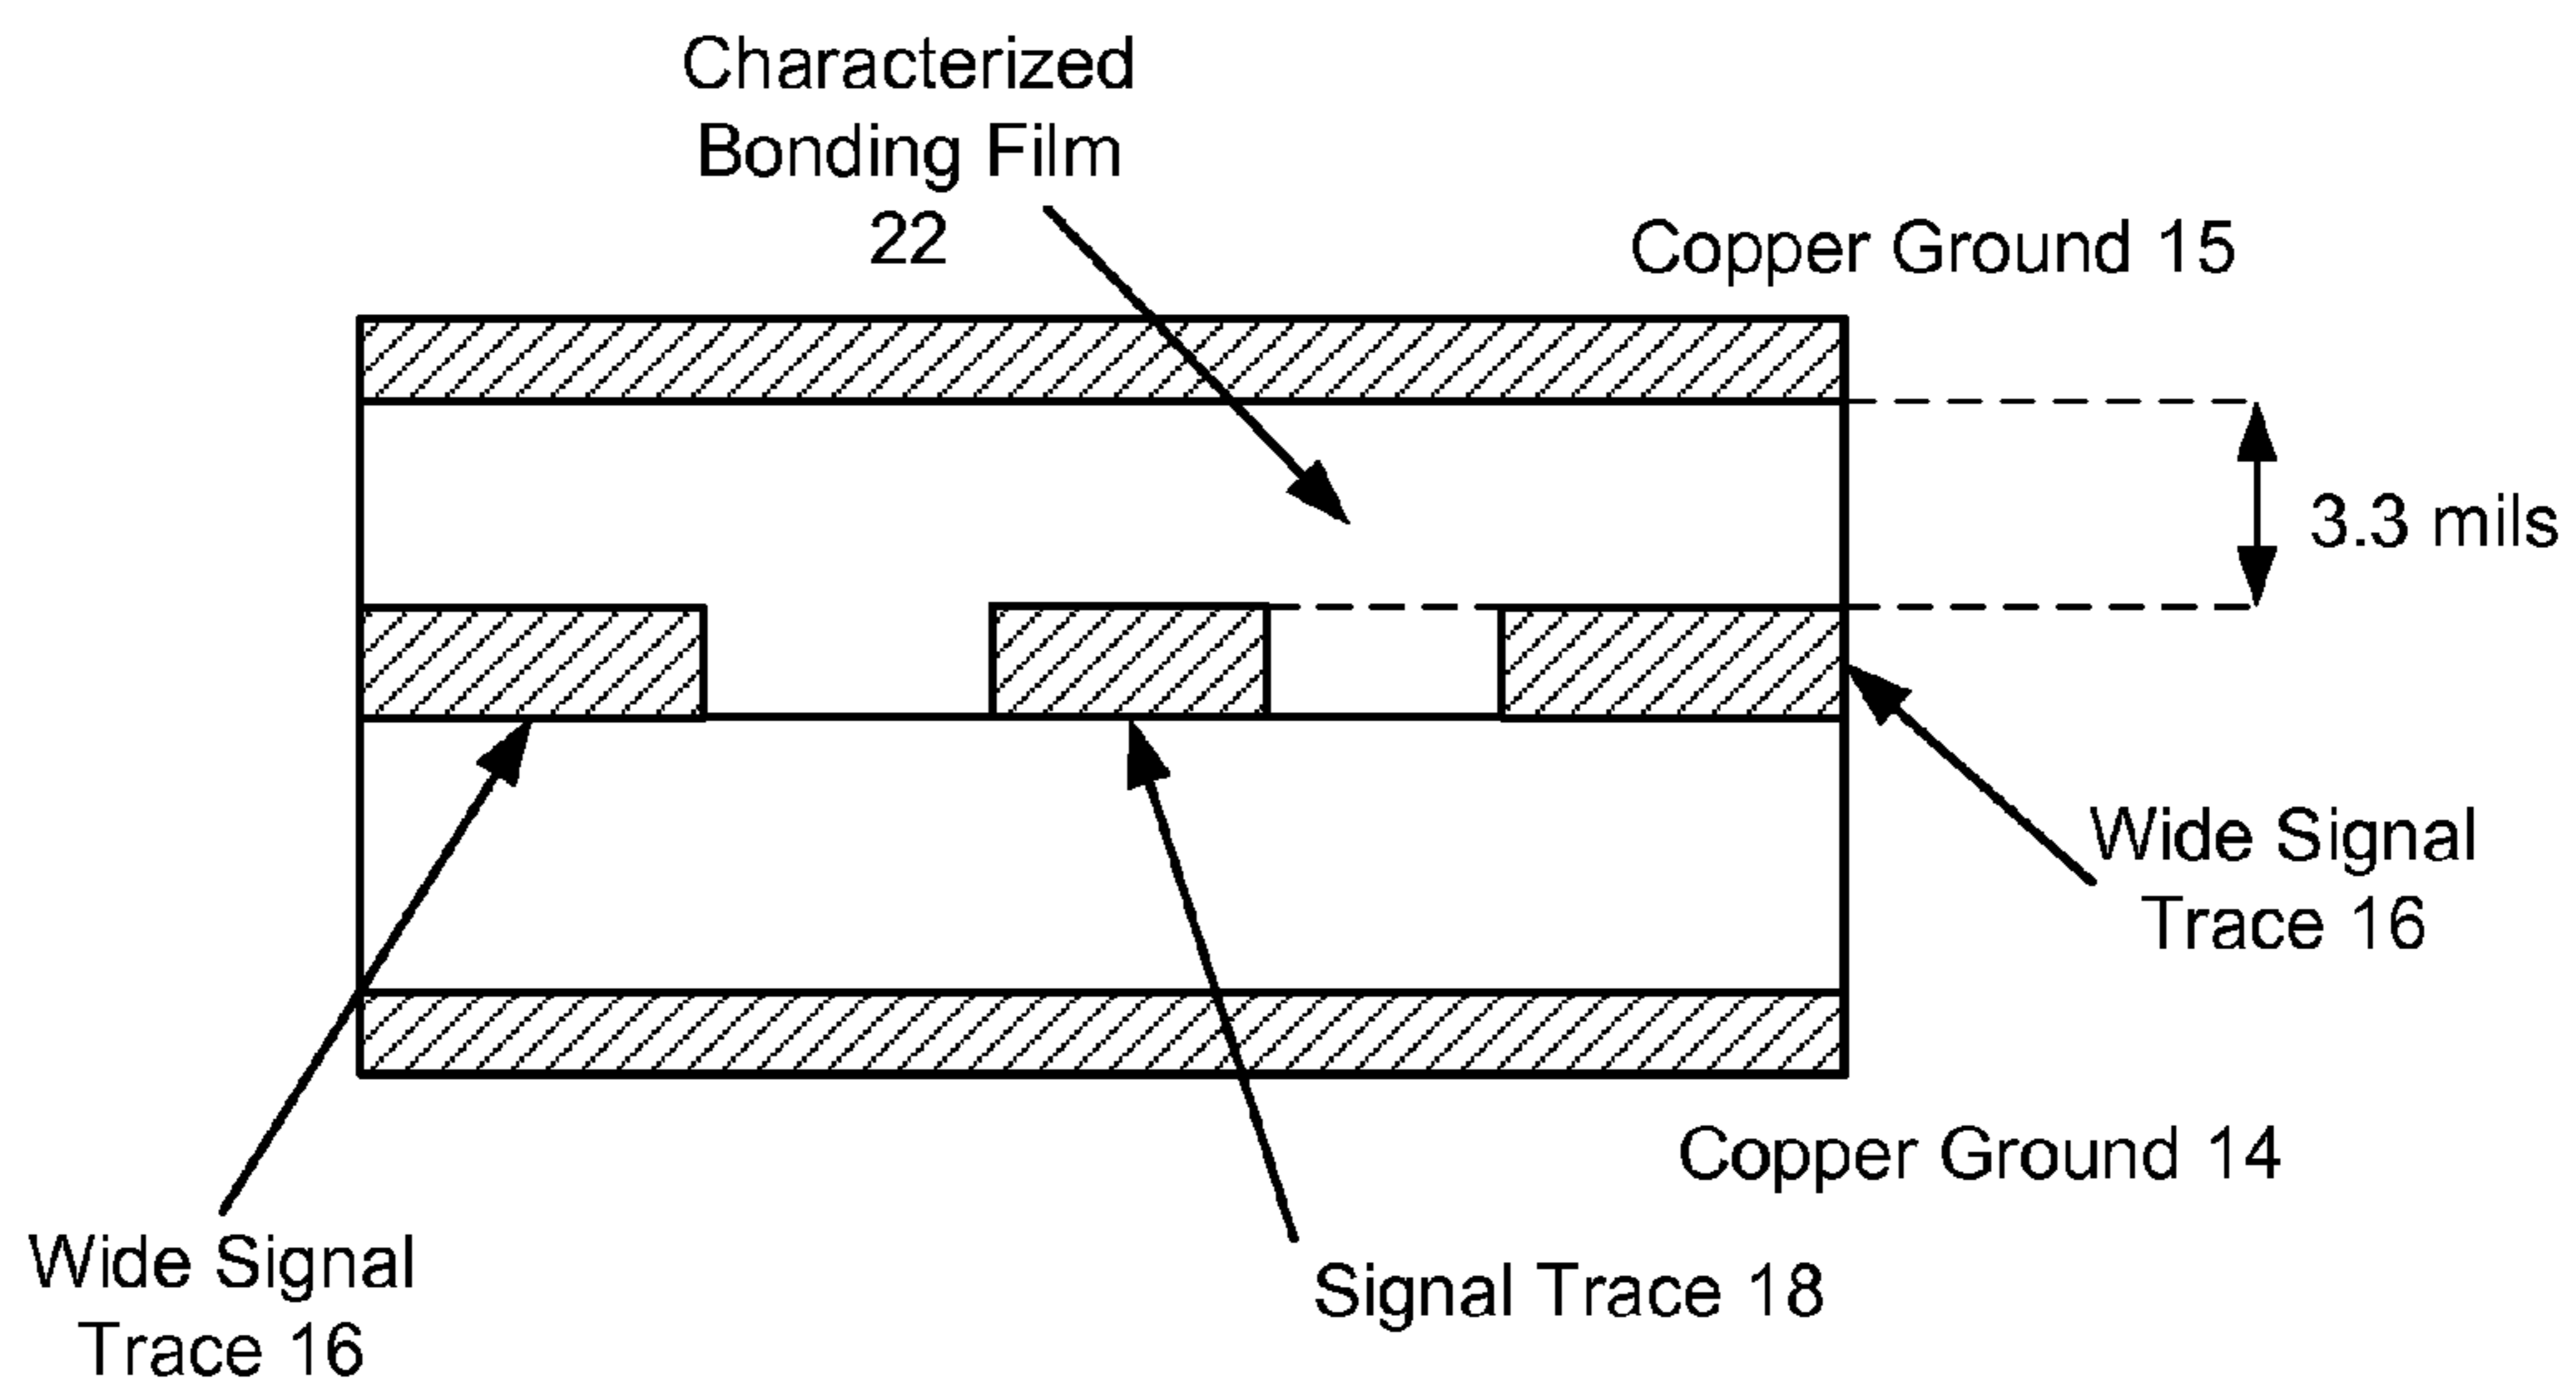 Characterized
Bonding Film
22
Copper Ground 15
3.3 mils
Wide Signal
Trace 16
Copper Ground 14
Wide Signal
Trace 16
Signal Trace 18